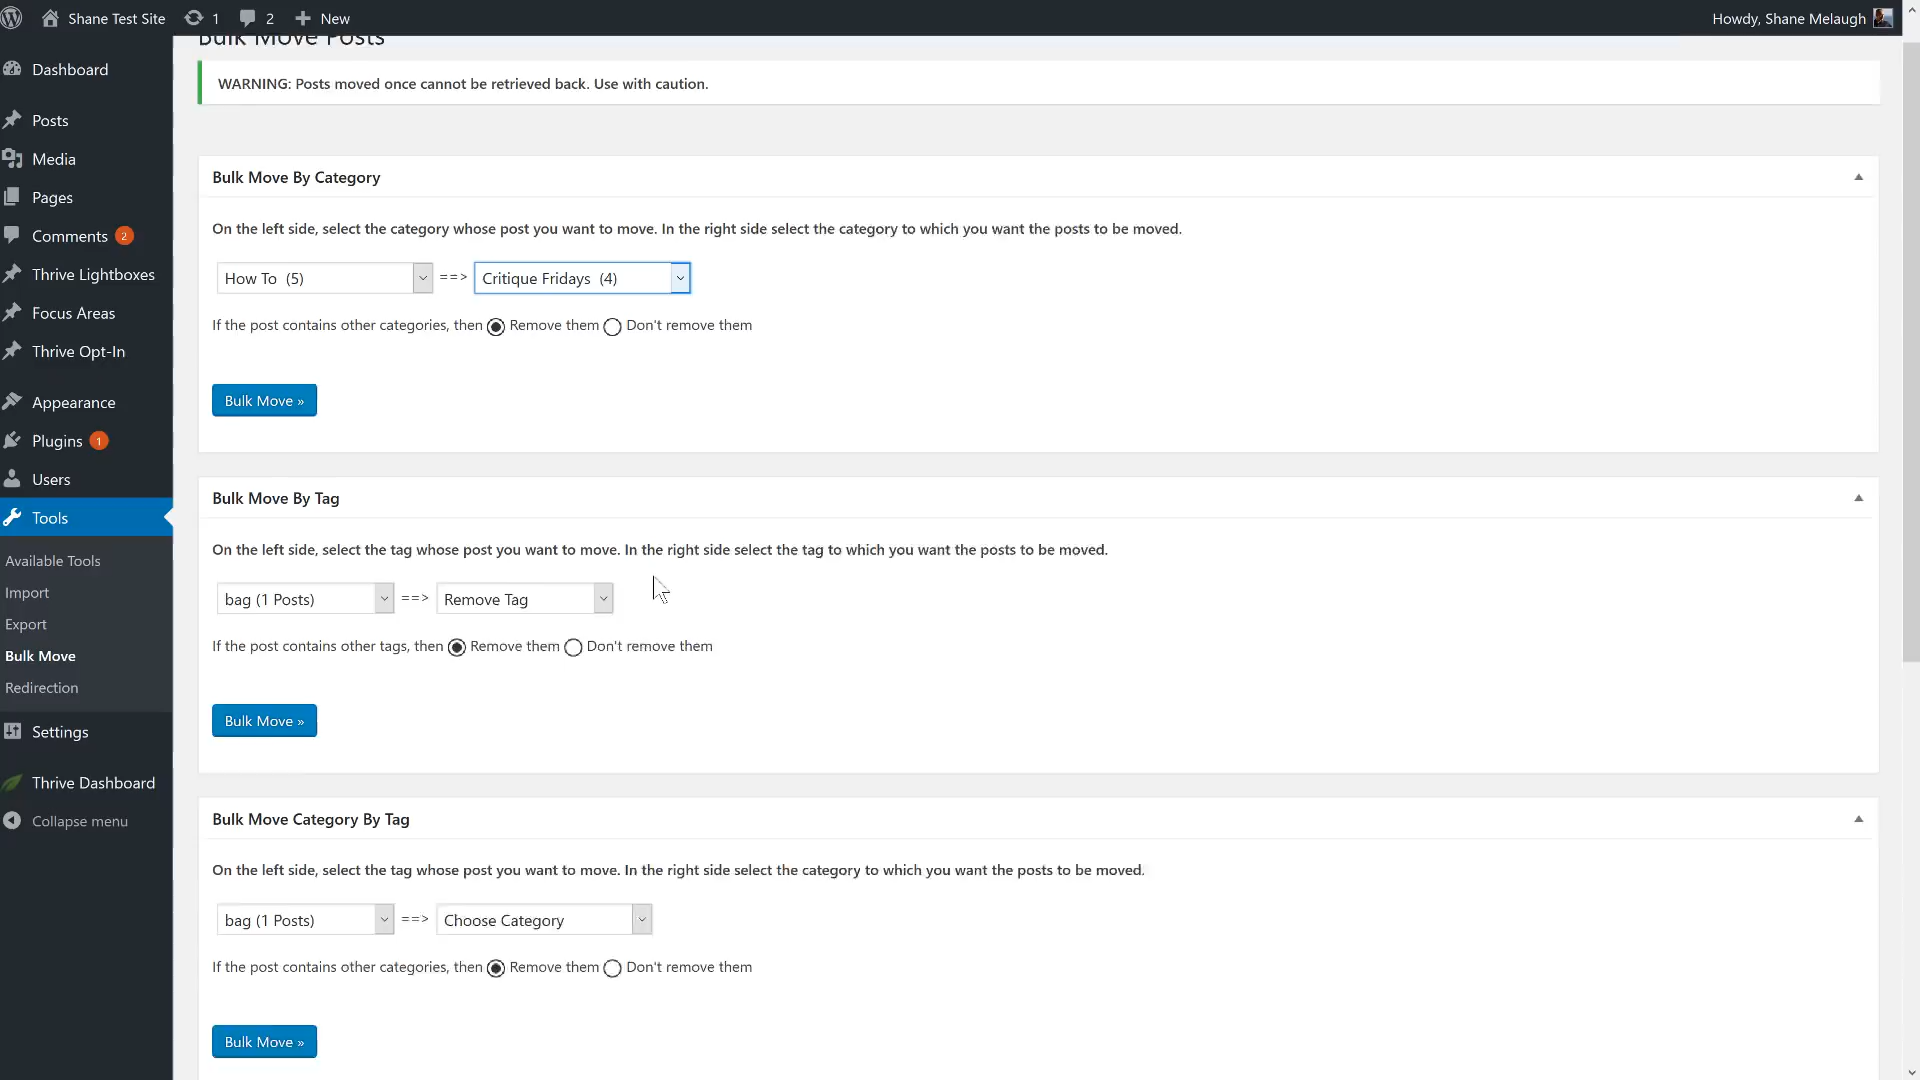 Shane Test Site 1 2 New Howdy, Shane Melaugh
Bulk Move Posts
Dashboard
WARNING: Posts moved once cannot be retrieved back. Use with caution.
Posts
Media
Pages
Comments 2
Thrive Lightboxes
Focus Areas
Thrive Opt-In
Appearance
Plugins 1
Users
Tools
Available Tools
Import
Export
Bulk Move
Redirection
Settings
Thrive Dashboard
Collapse menu
Bulk Move By Category
On the left side, select the category whose post you want to move. In the right side select the category to which you want the posts to be moved.
How To (5) ==> Critique Fridays (4)
If the post contains other categories, then Remove them Don't remove them
Bulk Move »
Bulk Move By Tag
On the left side, select the tag whose post you want to move. In the right side select the tag to which you want the posts to be moved.
bag (1 Posts) ==> Remove Tag
If the post contains other tags, then Remove them Don't remove them
Bulk Move »
Bulk Move Category By Tag
On the left side, select the tag whose post you want to move. In the right side select the category to which you want the posts to be moved.
bag (1 Posts) ==> Choose Category
If the post contains other categories, then Remove them Don't remove them
Bulk Move »